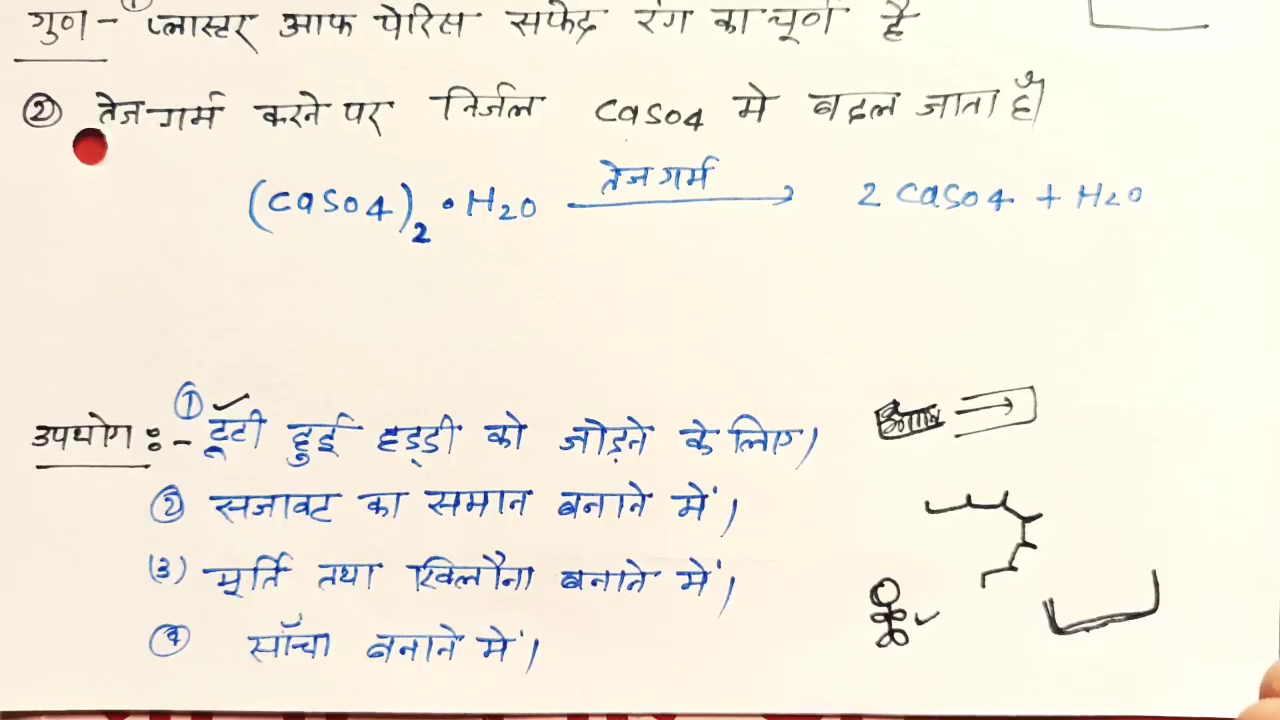 गुण - ① प्लास्टर आफ पेरिस सफेद रंग का चूर्ण है
② तेज गर्म करने पर निर्जल CaSO4 मे बदल जाता है।
(CaSO4)2 • H2O तेज गर्म → 2 CaSO4 + H2O
उपयोग :- ① टूटी हुई हड्डी को जोड़ने के लिए।
② सजावट का समान बनाने में।
(3) मूर्ति तथा खिलौना बनाने में।
④ साँचा बनाने में।